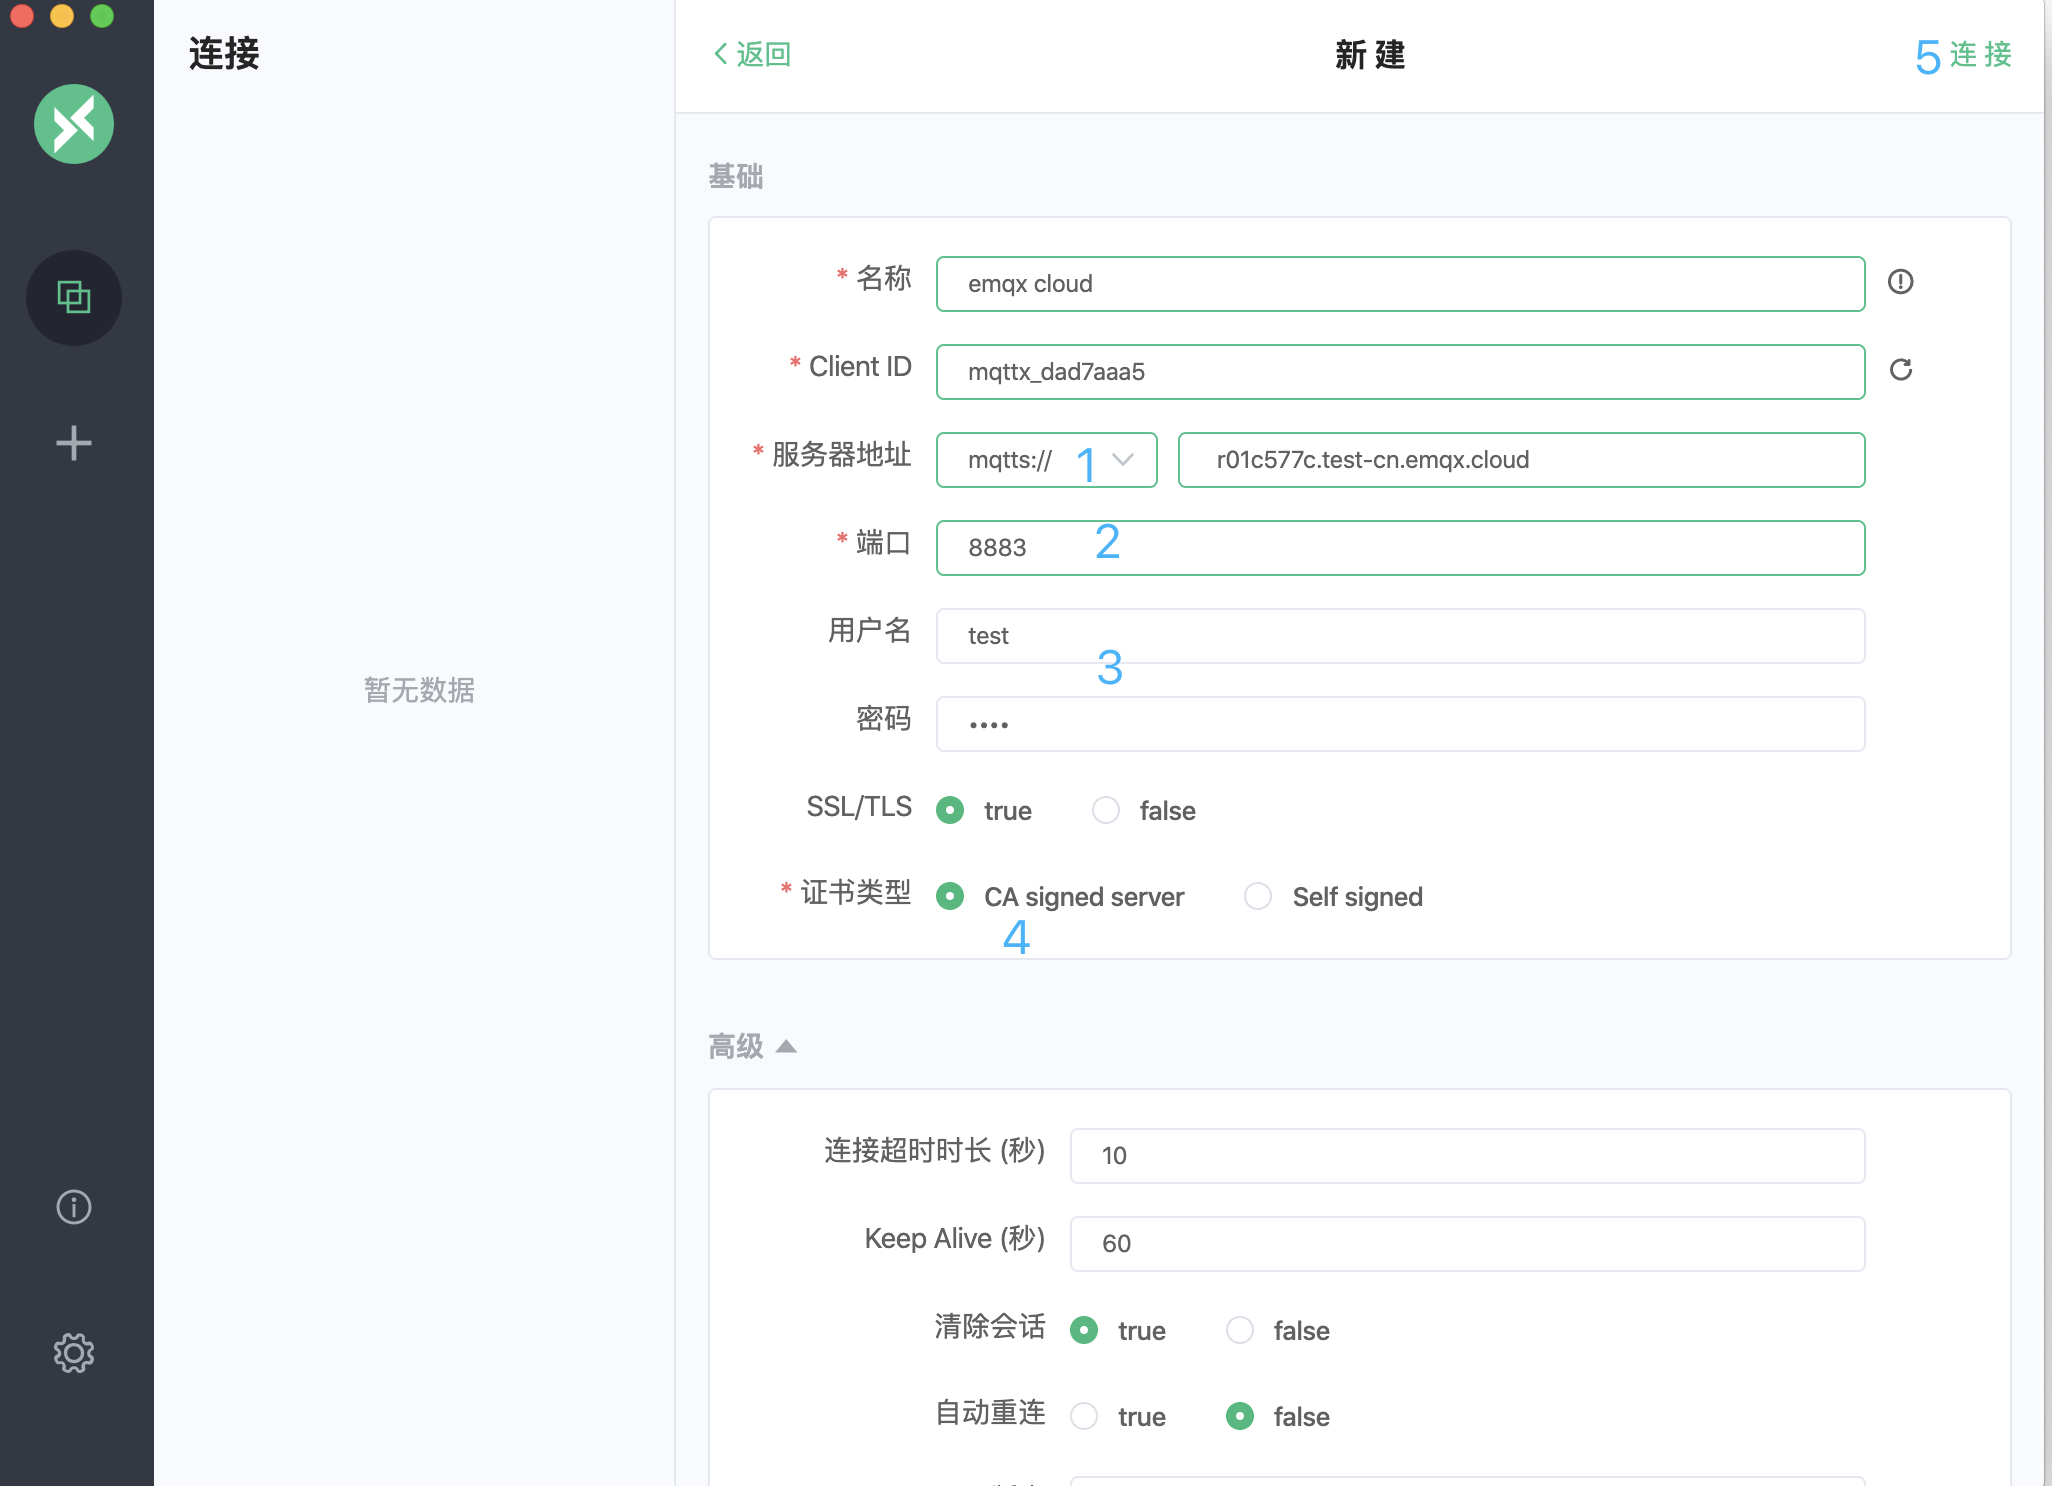 连接
返回
新建
5 连接
基础
* 名称 emqx cloud
* Client ID mqttx_dad7aaa5
* 服务器地址 mqtts:// 1 r01c577c.test-cn.emqx.cloud
* 端口 8883 2
用户名 test
3
暂无数据
密码 ••••
SSL/TLS true false
* 证书类型 CA signed server Self signed
4
高级
连接超时时长 (秒) 10
Keep Alive (秒) 60
清除会话 true false
自动重连 true false